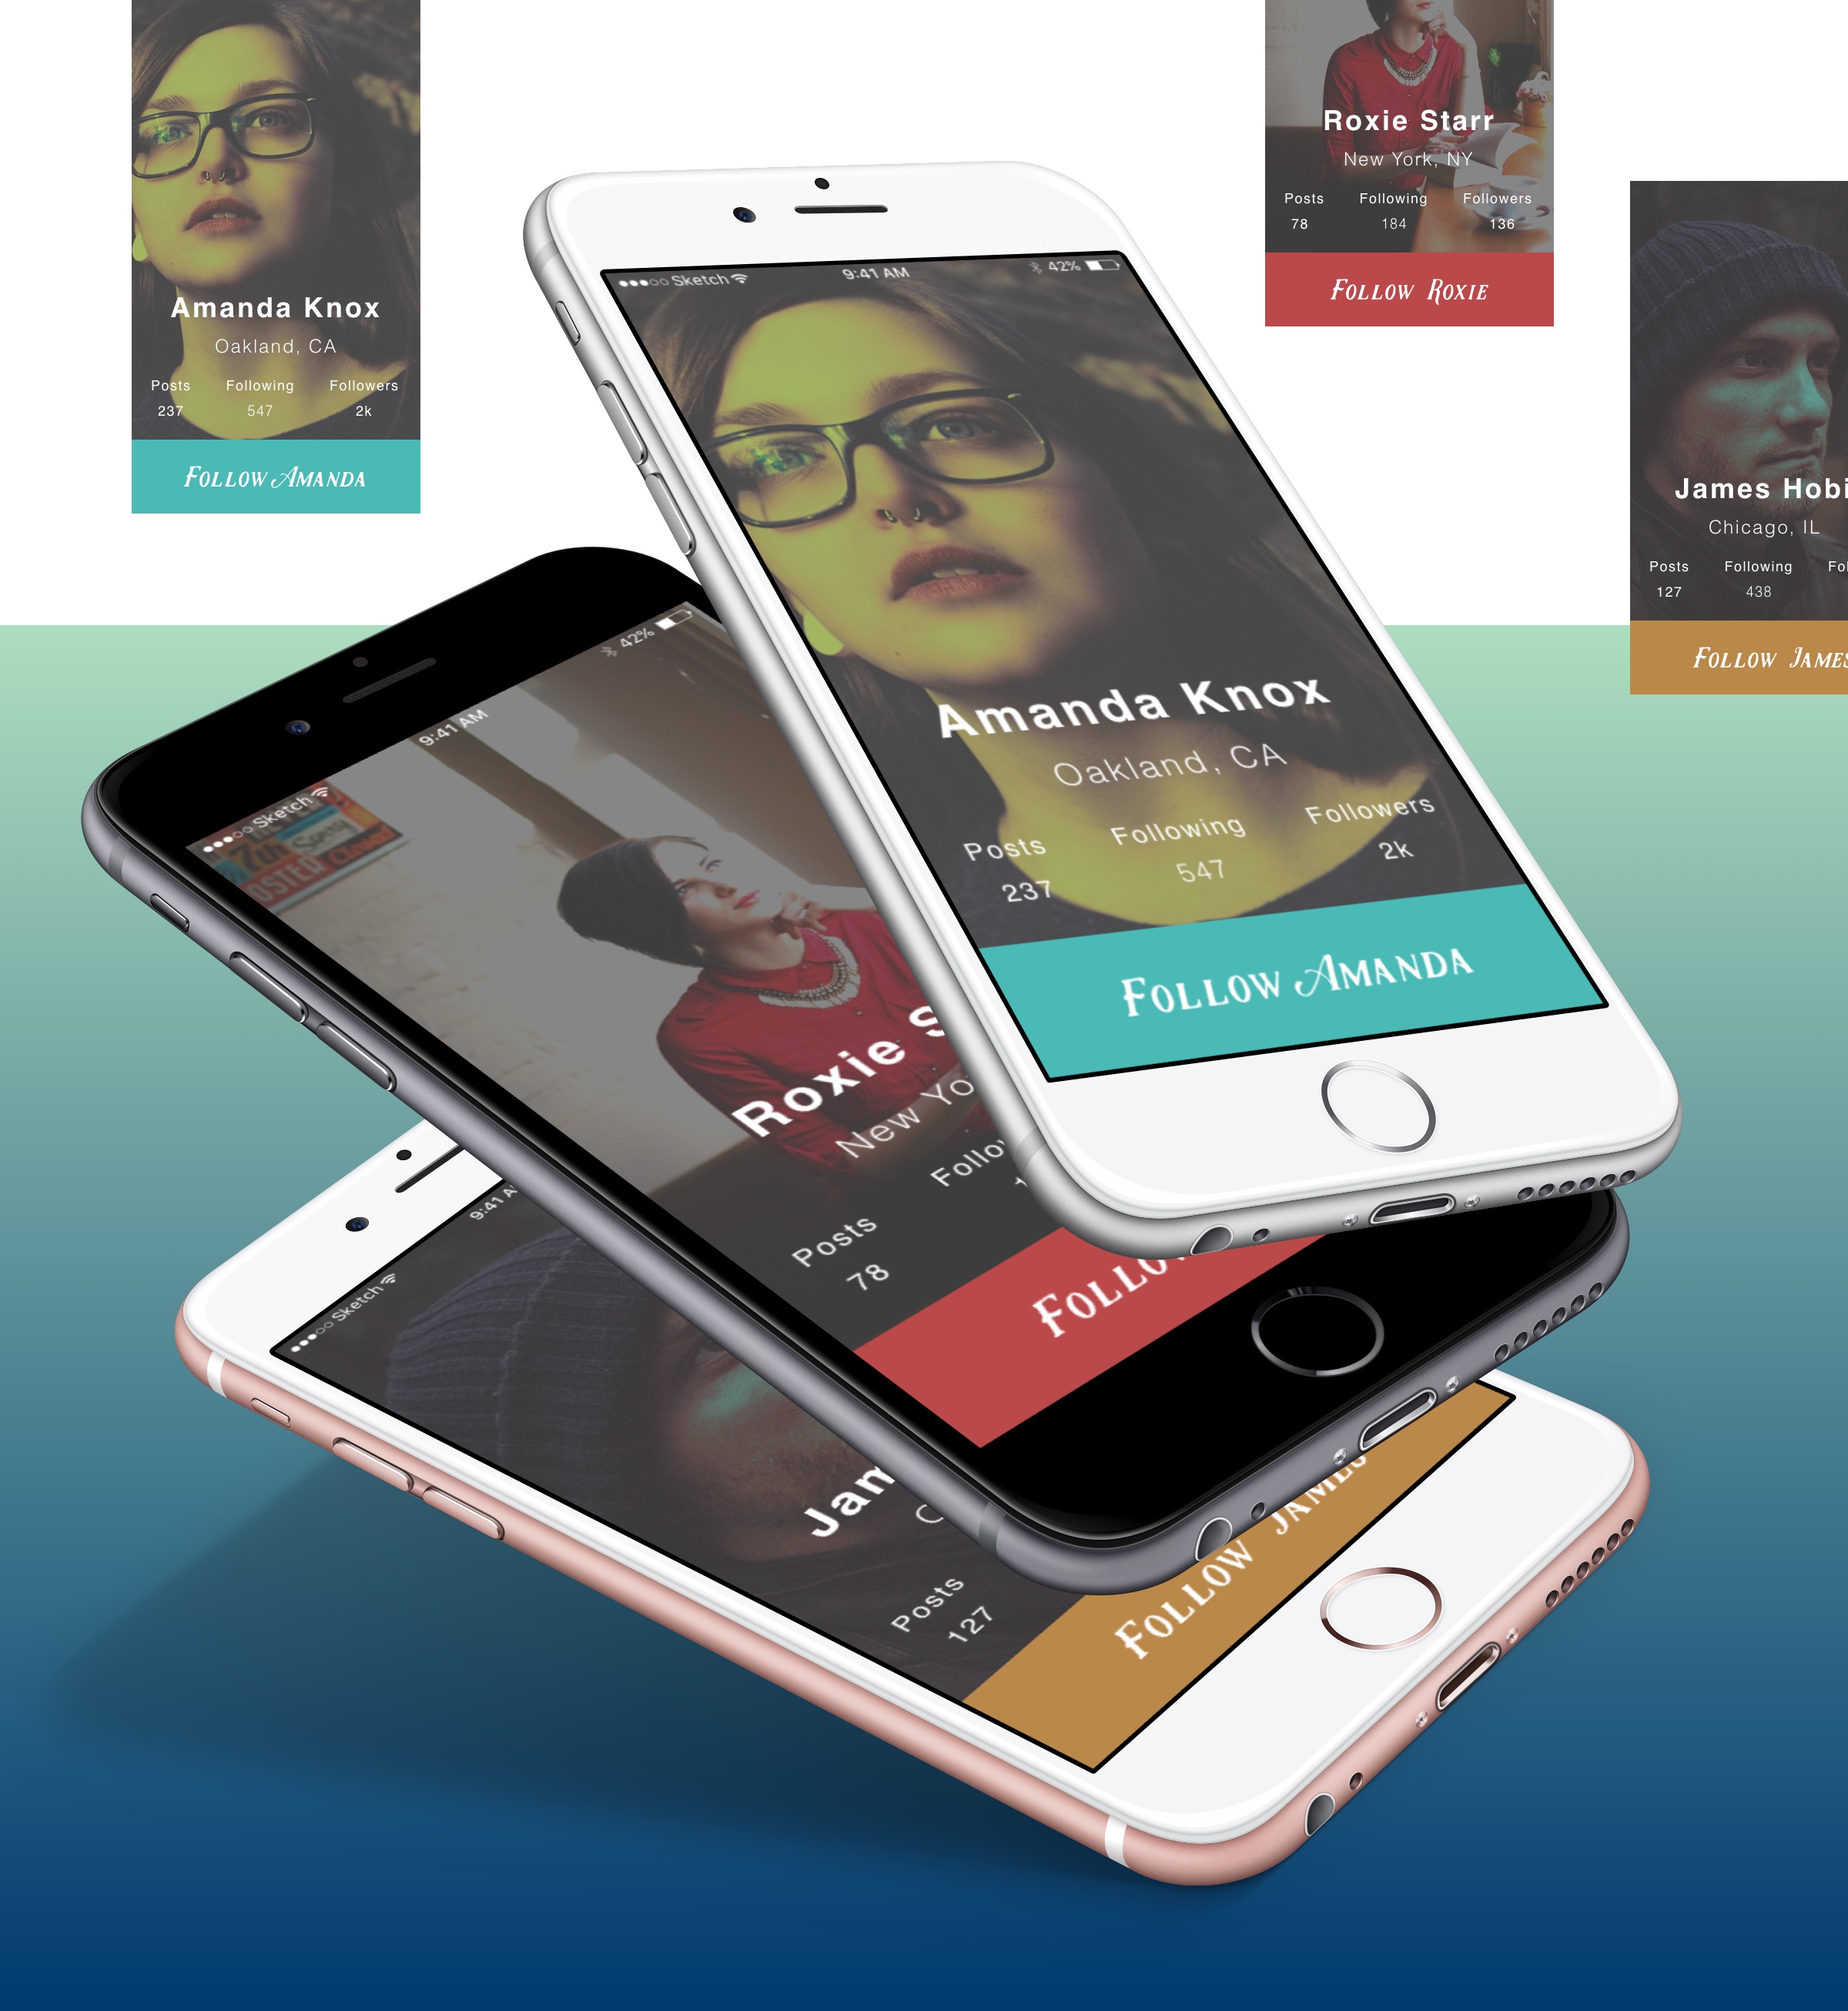 Amanda Knox
Oakland, CA
Posts Following Followers
237 547 2k
Follow Amanda
Roxie Starr
New York, NY
Posts Following Followers
78 184 136
Follow Roxie
James Hobi
Chicago, IL
Posts Following Fol
127 438
Follow James
Sketch 9:41 AM 42%
Amanda Knox
Oakland, CA
Posts Following Followers
237 547 2k
Follow Amanda
Sketch 9:41 AM 42%
7th
Closed
Roxie S
New Yo
Posts Follo
78
Follo
Sketch 9:41 A
Jam
C
Posts
127
Follow James